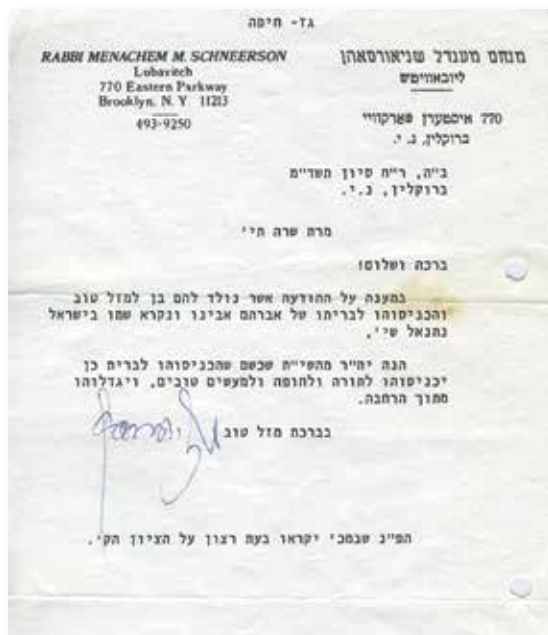 גז- חיפה
RABBI MENACHEM M. SCHNEERSON
Lubavitch
770 Eastern Parkway
Brooklyn, N. Y. 11213
493-9250
מנחם מענדל שניאורסאהן
ליובאוויטש
770 איסטערן פארקוויי
ברוקלין, נ. י.
ב"ה, ר"ח סיון תשד"מ
ברוקלין, נ.י.
מרת שרה תי'
ברכה ושלום!
במענה על ההודעה אשר נולד להם בן למזל טוב
והכניסוהו לבריתו של אברהם אבינו ונקרא שמו בישראל
נתנאל שי',
הנה יה"ר מהשי"ת שכשם שהכניסוהו לברית כן
יכניסוהו לתורה ולחופה ולמעשים טובים, ויגדלוהו
מתוך הרחבה.
בברכת מזל טוב
הפ"נ שבמכ' יקראו בעת רצון על הציון הק'.